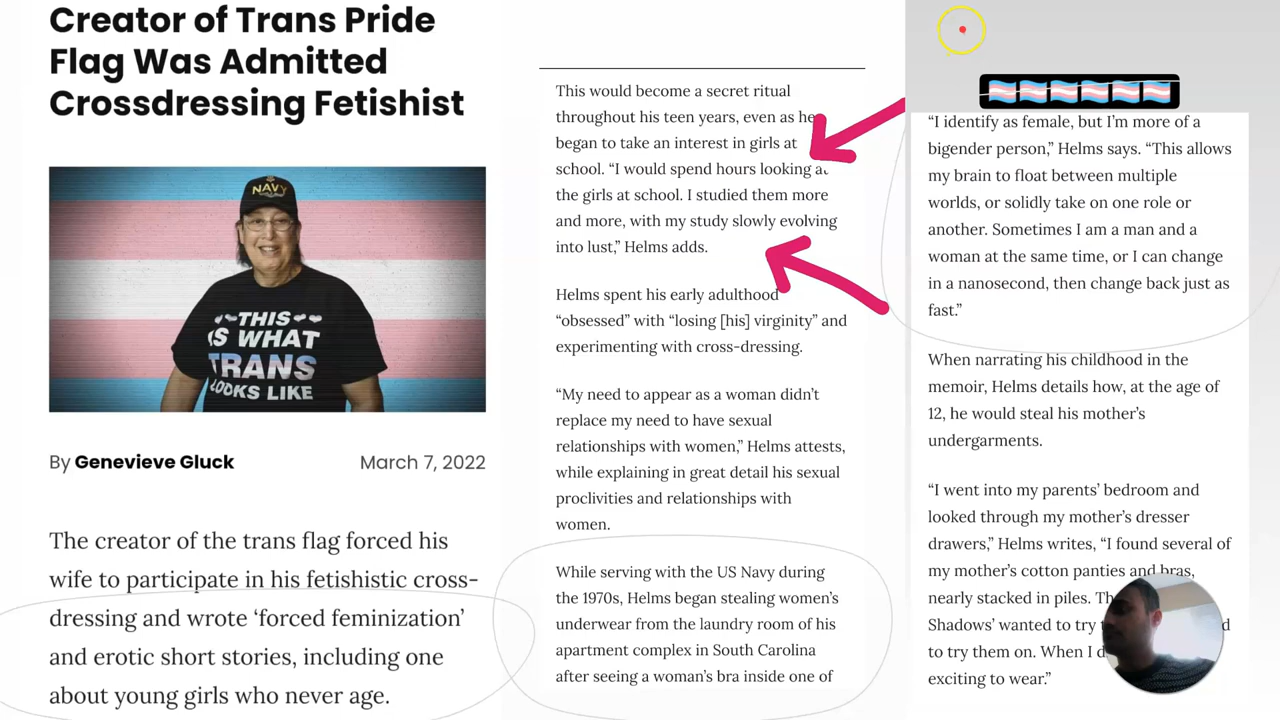 Creator of Trans Pride
Flag Was Admitted
Crossdressing Fetishist
NAVY
THIS
IS WHAT
TRANS
LOOKS LIKE
By Genevieve Gluck
March 7, 2022
The creator of the trans flag forced his
wife to participate in his fetishistic cross-
dressing and wrote ‘forced feminization’
and erotic short stories, including one
about young girls who never age.
This would become a secret ritual
throughout his teen years, even as he
began to take an interest in girls at
school. “I would spend hours looking at
the girls at school. I studied them more
and more, with my study slowly evolving
into lust,” Helms adds.
Helms spent his early adulthood
“obsessed” with “losing [his] virginity” and
experimenting with cross-dressing.
“My need to appear as a woman didn’t
replace my need to have sexual
relationships with women,” Helms attests,
while explaining in great detail his sexual
proclivities and relationships with
women.
While serving with the US Navy during
the 1970s, Helms began stealing women’s
underwear from the laundry room of his
apartment complex in South Carolina
after seeing a woman’s bra inside one of
“I identify as female, but I’m more of a
bigender person,” Helms says. “This allows
my brain to float between multiple
worlds, or solidly take on one role or
another. Sometimes I am a man and a
woman at the same time, or I can change
in a nanosecond, then change back just as
fast.”
When narrating his childhood in the
memoir, Helms details how, at the age of
12, he would steal his mother’s
undergarments.
“I went into my parents’ bedroom and
looked through my mother’s dresser
drawers,” Helms writes, “I found several of
my mother’s cotton panties and bras,
nearly stacked in piles.
Shadows’ wanted to try
to try them on. When I
exciting to wear.”